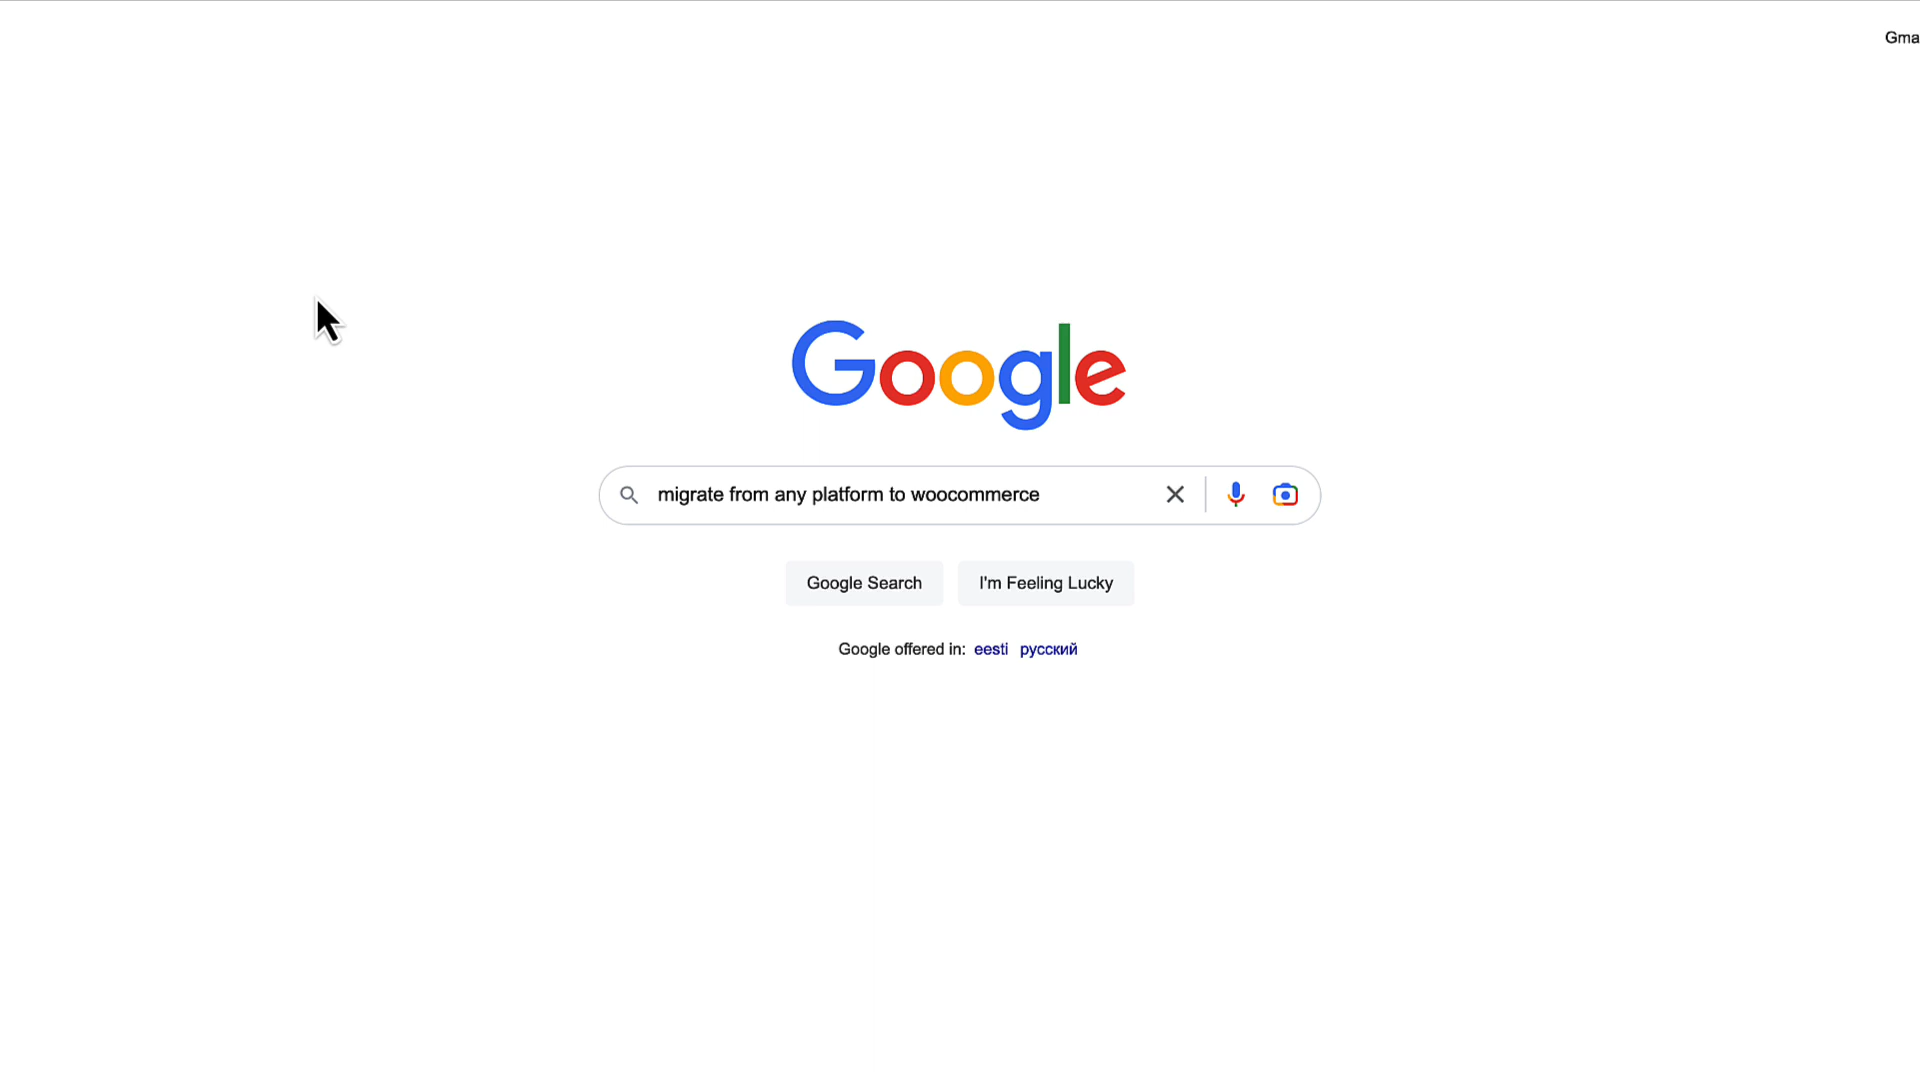 Gma
Google
migrate from any platform to woocommerce
Google Search
I'm Feeling Lucky
Google offered in: eesti русский